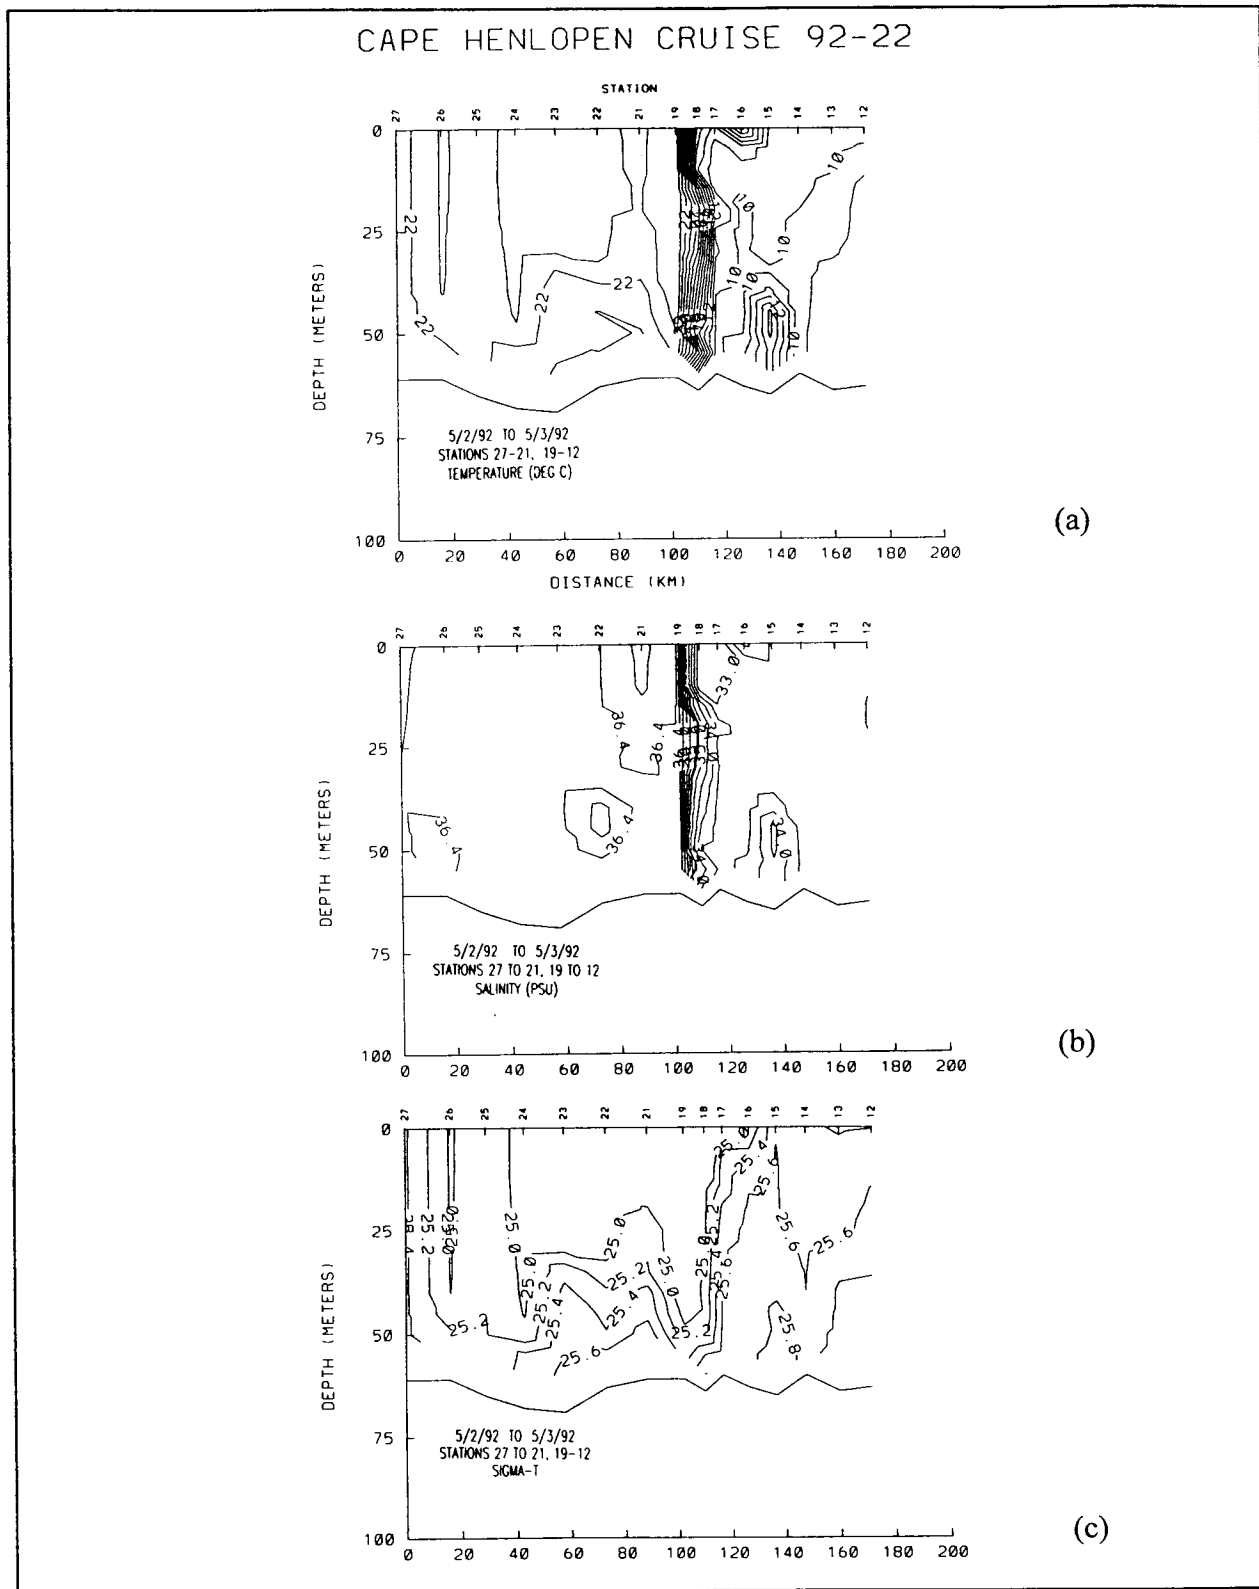 CAPE HENLOPEN CRUISE 92-22
STATION
27 26 25 24 23 22 21 19 18 17 16 15 14 13 12
0
25
50
75
100
DEPTH (METERS)
22 22 22 22 10 10 10 10 10 12 10
5/2/92 TO 5/3/92
STATIONS 27-21, 19-12
TEMPERATURE (DEG C)
0 20 40 60 80 100 120 140 160 180 200
DISTANCE (KM)
(a)
27 26 25 24 23 22 21 19 18 17 16 15 14 13 12
0
25
50
75
100
DEPTH (METERS)
36.4 36.4 36.4 36.4 33.0 34.0
5/2/92 TO 5/3/92
STATIONS 27 TO 21, 19 TO 12
SALINITY (PSU)
0 20 40 60 80 100 120 140 160 180 200
(b)
27 26 25 24 23 22 21 19 18 17 16 15 14 13 12
0
25
50
75
100
DEPTH (METERS)
25.2 25.0 25.0 25.0 25.2 25.4 25.2 25.4 25.6 25.0 25.2 25.0 25.2 25.4 25.6 25.4 25.6 25.6 25.6 25.8
25.2
5/2/92 TO 5/3/92
STATIONS 27 TO 21, 19-12
SIGMA-T
0 20 40 60 80 100 120 140 160 180 200
(c)